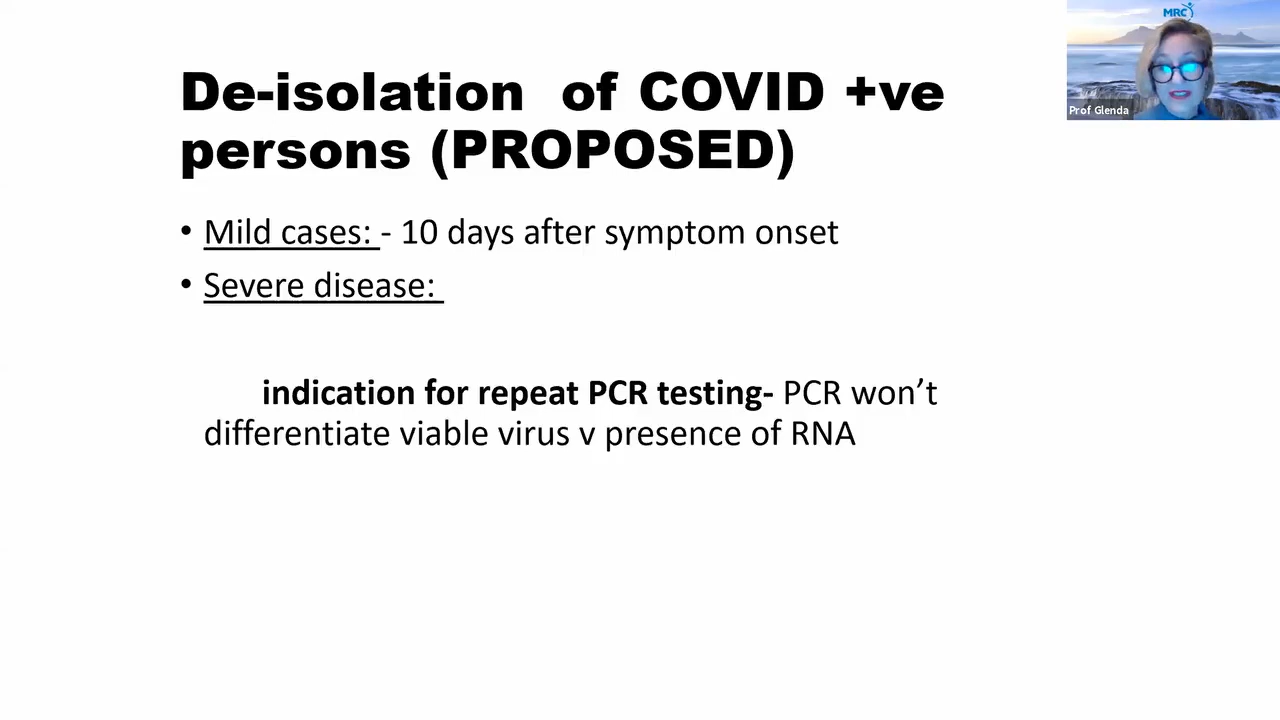 De-isolation of COVID +ve
persons (PROPOSED)
• Mild cases: - 10 days after symptom onset
• Severe disease:
indication for repeat PCR testing- PCR won’t
differentiate viable virus v presence of RNA
MRC
Prof Glenda